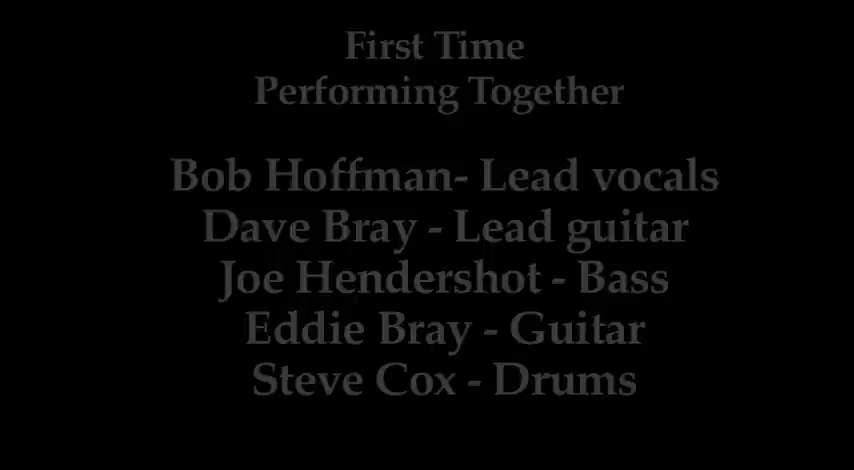 First Time
Performing Together
Bob Hoffman- Lead vocals
Dave Bray - Lead guitar
Joe Hendershot - Bass
Eddie Bray - Guitar
Steve Cox - Drums